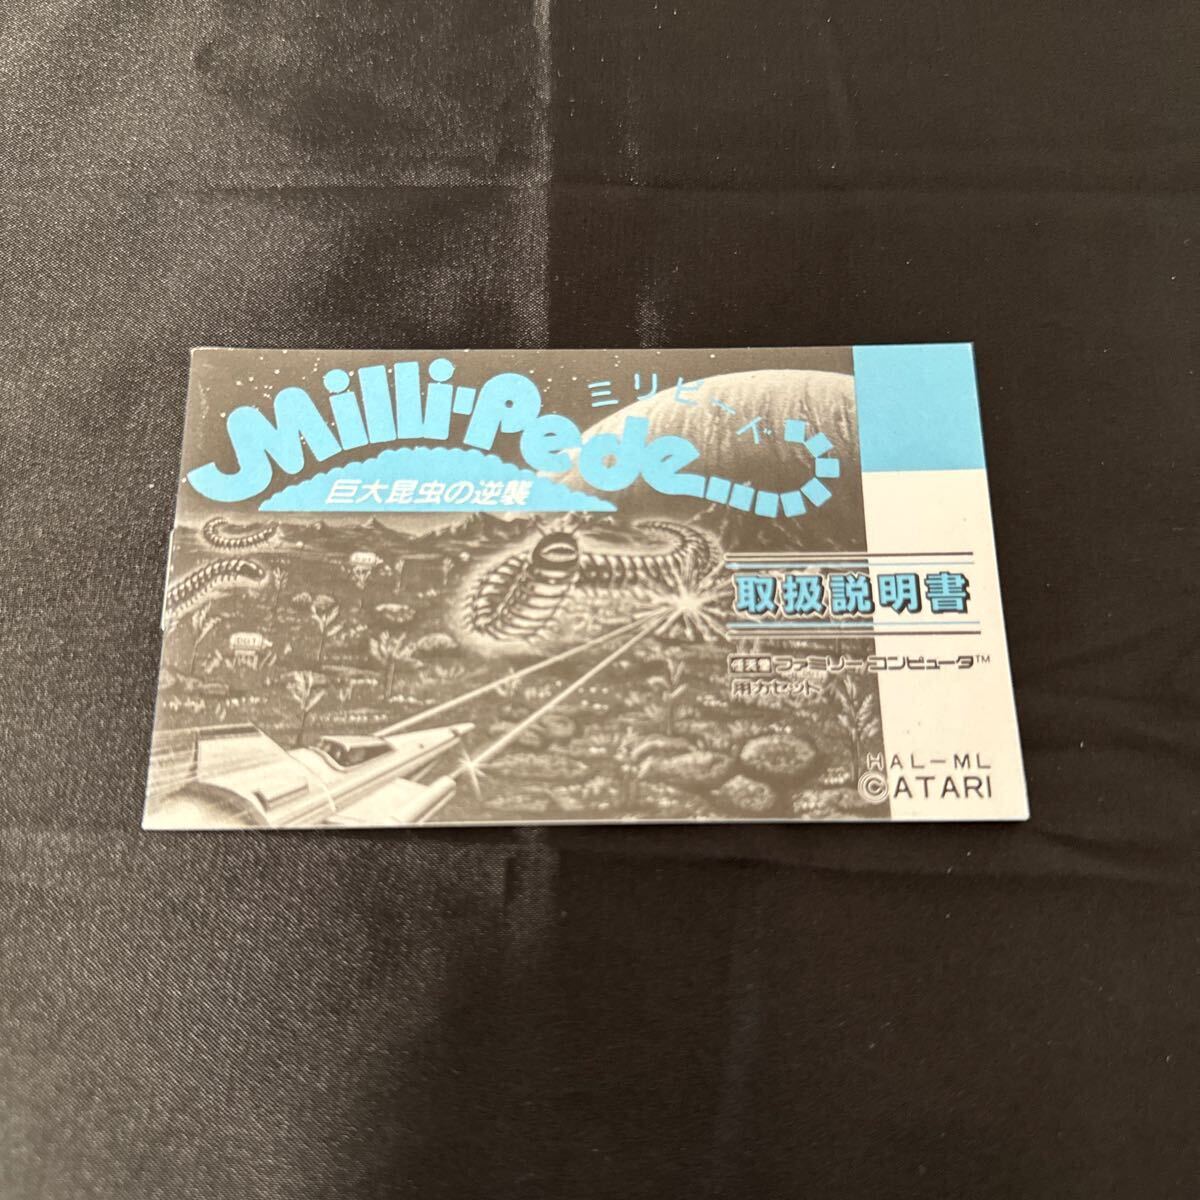 Milli-Pede
ミリピード
巨大昆虫の逆襲
取扱説明書
任天堂 ファミリーコンピュータ™
用カセット
HAL-ML
©ATARI
DDT